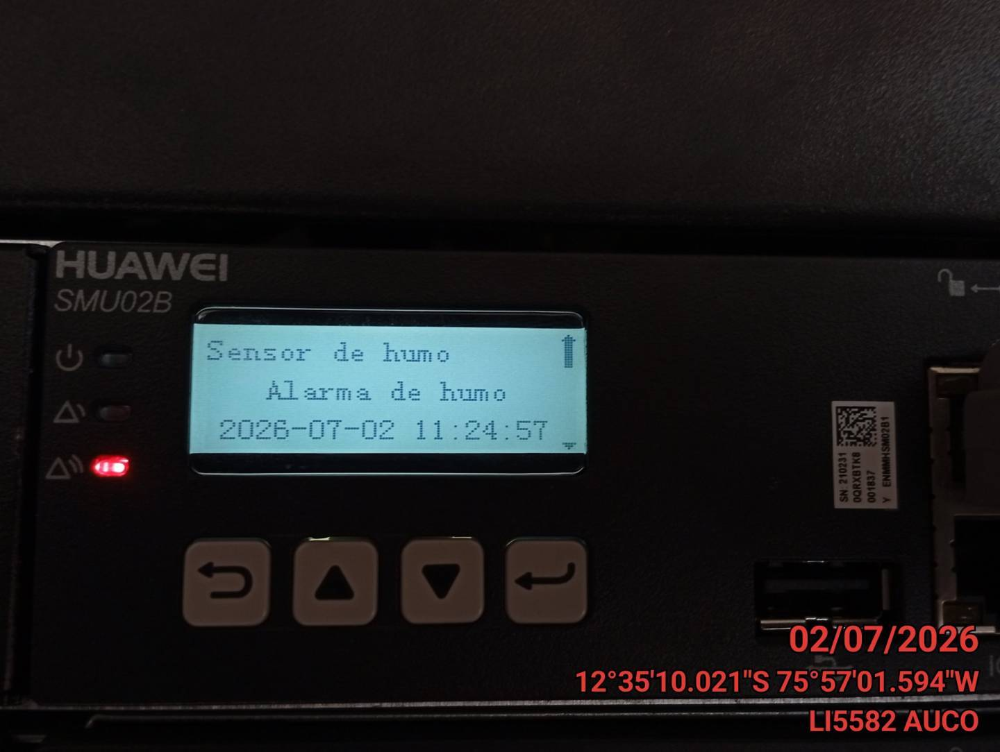 HUAWEI
SMU02B
Sensor de humo
Alarma de humo
2026-07-02 11:24:57
SN: 210231
0QRXBTK8
001837
Y ENMMHSM02B1
02/07/2026
12°35'10.021"S 75°57'01.594"W
LI5582 AUCO